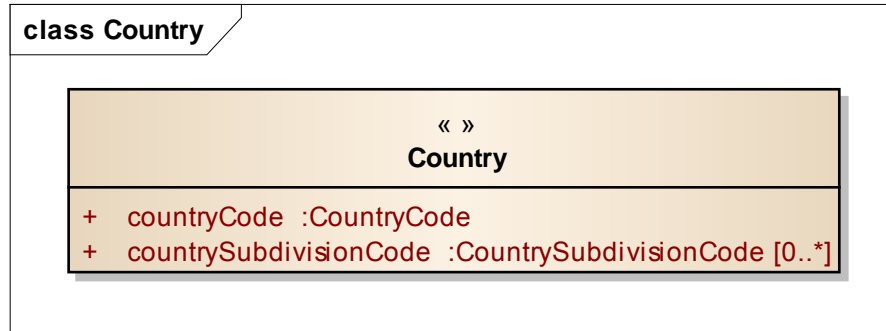 class Country
« »
Country
+ countryCode :CountryCode
+ countrySubdivisionCode :CountrySubdivisionCode [0..*]